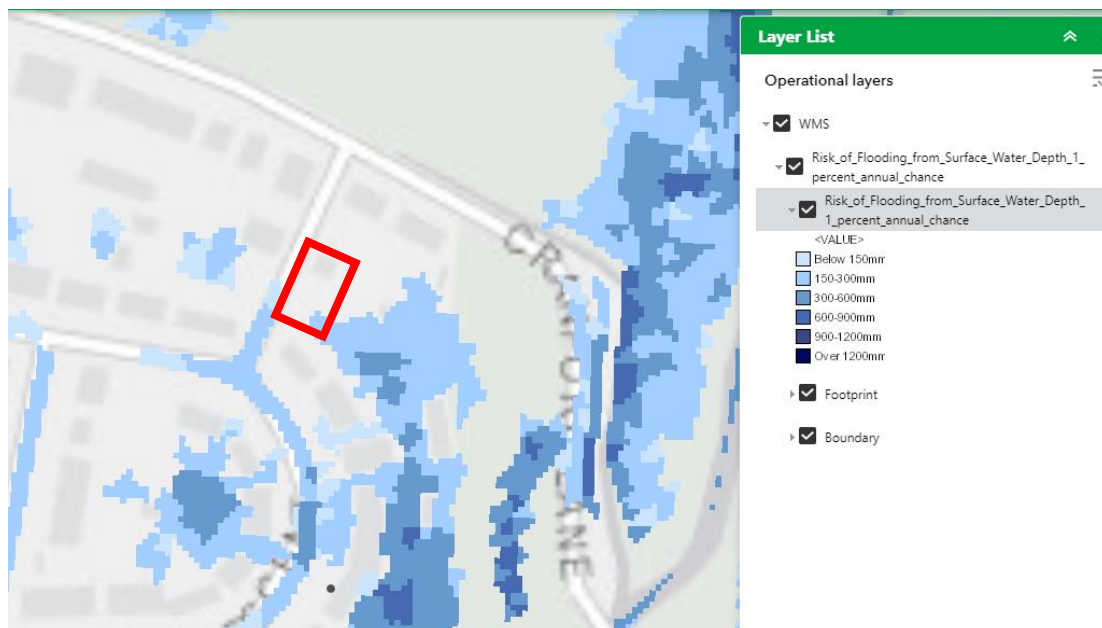 Layer List
Operational layers
WMS
Risk_of_Flooding_from_Surface_Water_Depth_1_
percent_annual_chance
Risk_of_Flooding_from_Surface_Water_Depth_
1_percent_annual_chance
<VALUE>
Below 150mm
150-300mm
300-600mm
600-900mm
900-1200mm
Over 1200mm
Footprint
Boundary